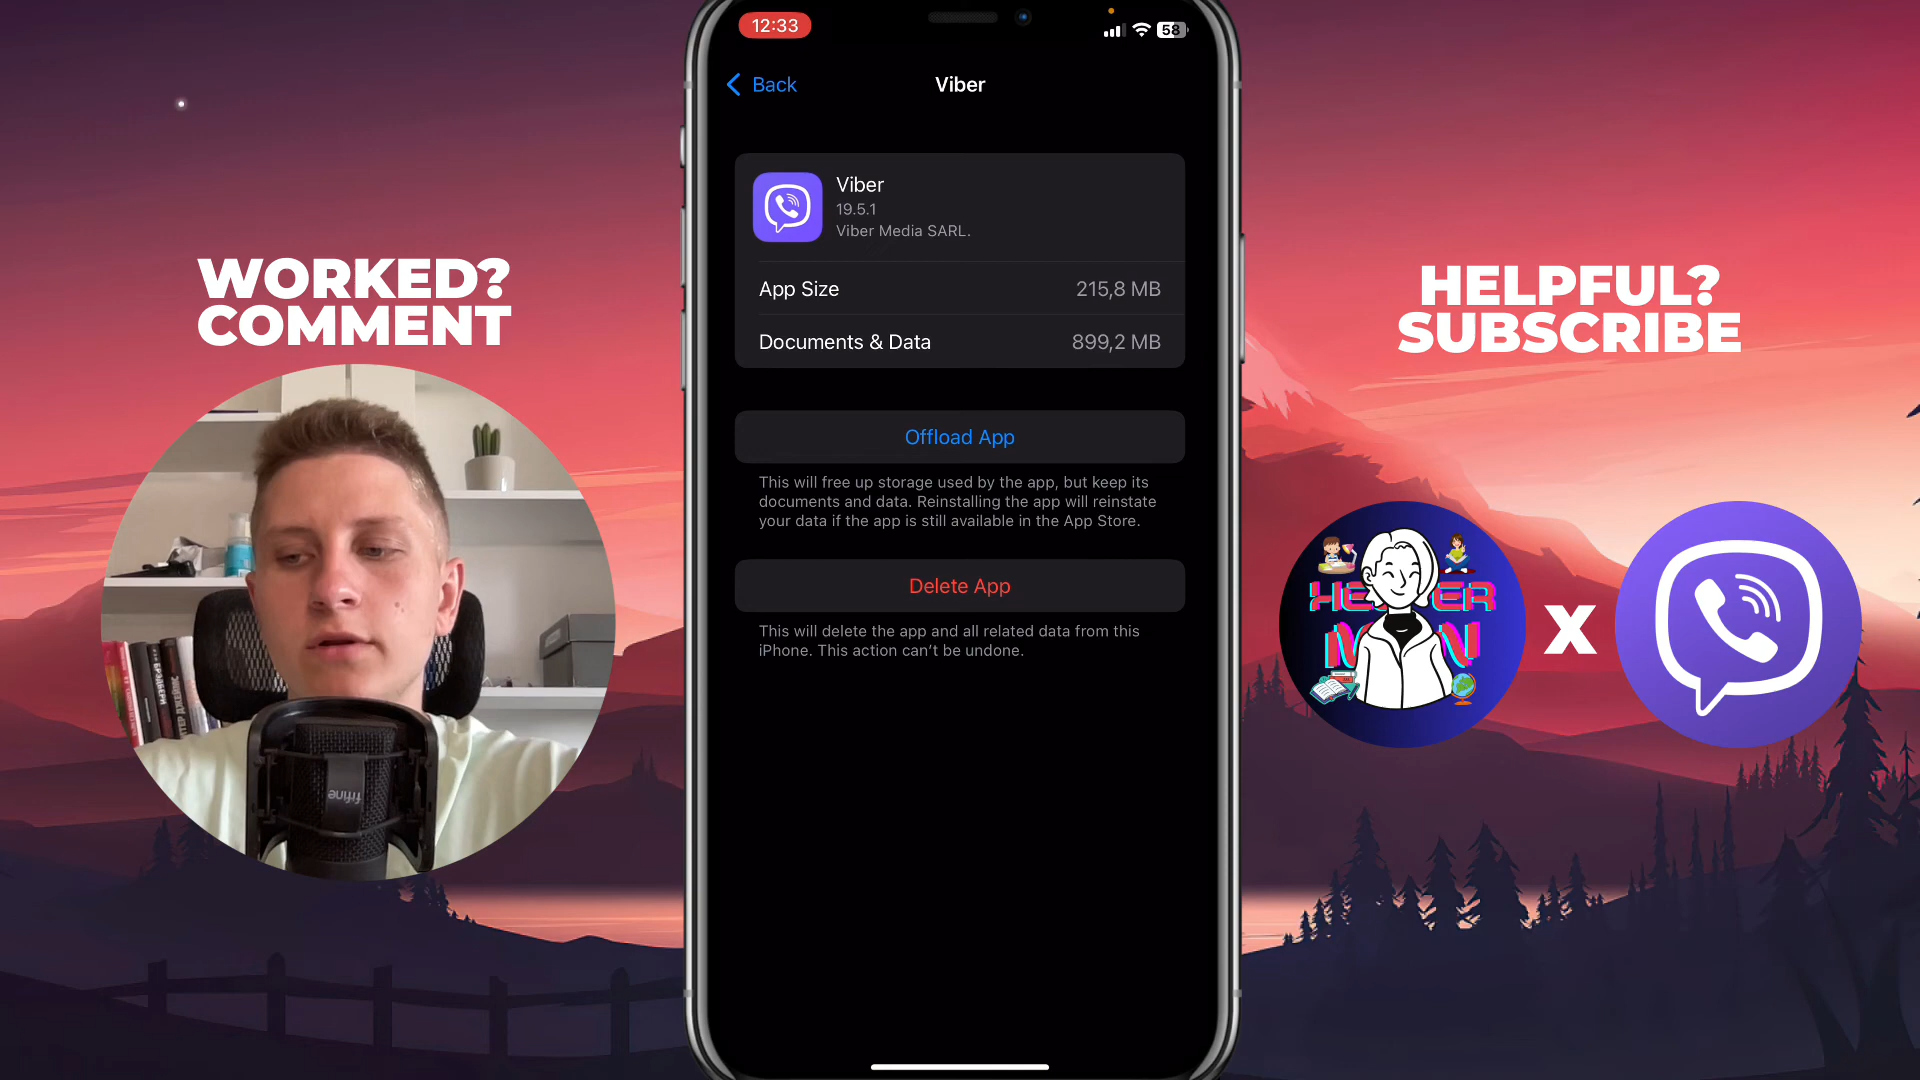 12:33
58
Back
Viber
Viber
19.5.1
Viber Media SARL.
App Size
215,8 MB
Documents & Data
899,2 MB
Offload App
This will free up storage used by the app, but keep its
documents and data. Reinstalling the app will reinstate
your data if the app is still available in the App Store.
Delete App
This will delete the app and all related data from this
iPhone. This action can't be undone.
WORKED?
COMMENT
fifine
HELPFUL?
SUBSCRIBE
X